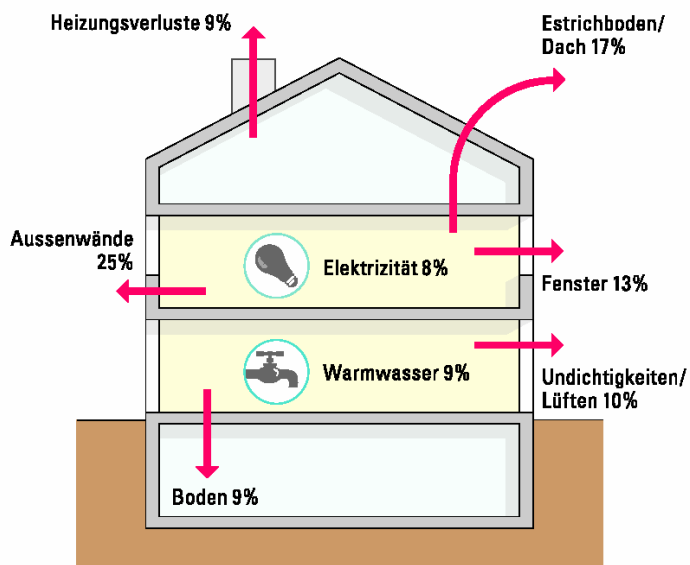 Heizungsverluste 9%
Estrichboden/
Dach 17%
Aussenwände
25%
Elektrizität 8%
Fenster 13%
Warmwasser 9%
Undichtigkeiten/
Lüften 10%
Boden 9%